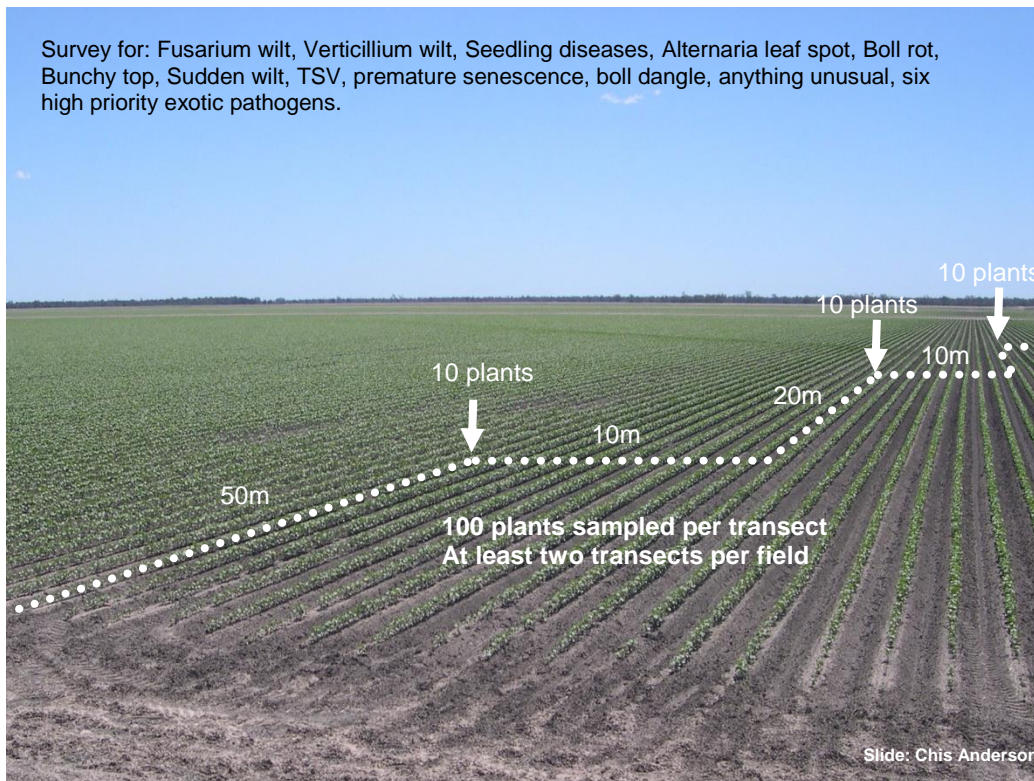 Survey for: Fusarium wilt, Verticillium wilt, Seedling diseases, Alternaria leaf spot, Boll rot,
Bunchy top, Sudden wilt, TSV, premature senescence, boll dangle, anything unusual, six
high priority exotic pathogens.
10 plants
10 plants
10m
10 plants
20m
10m
50m
100 plants sampled per transect
At least two transects per field
Slide: Chis Anderson